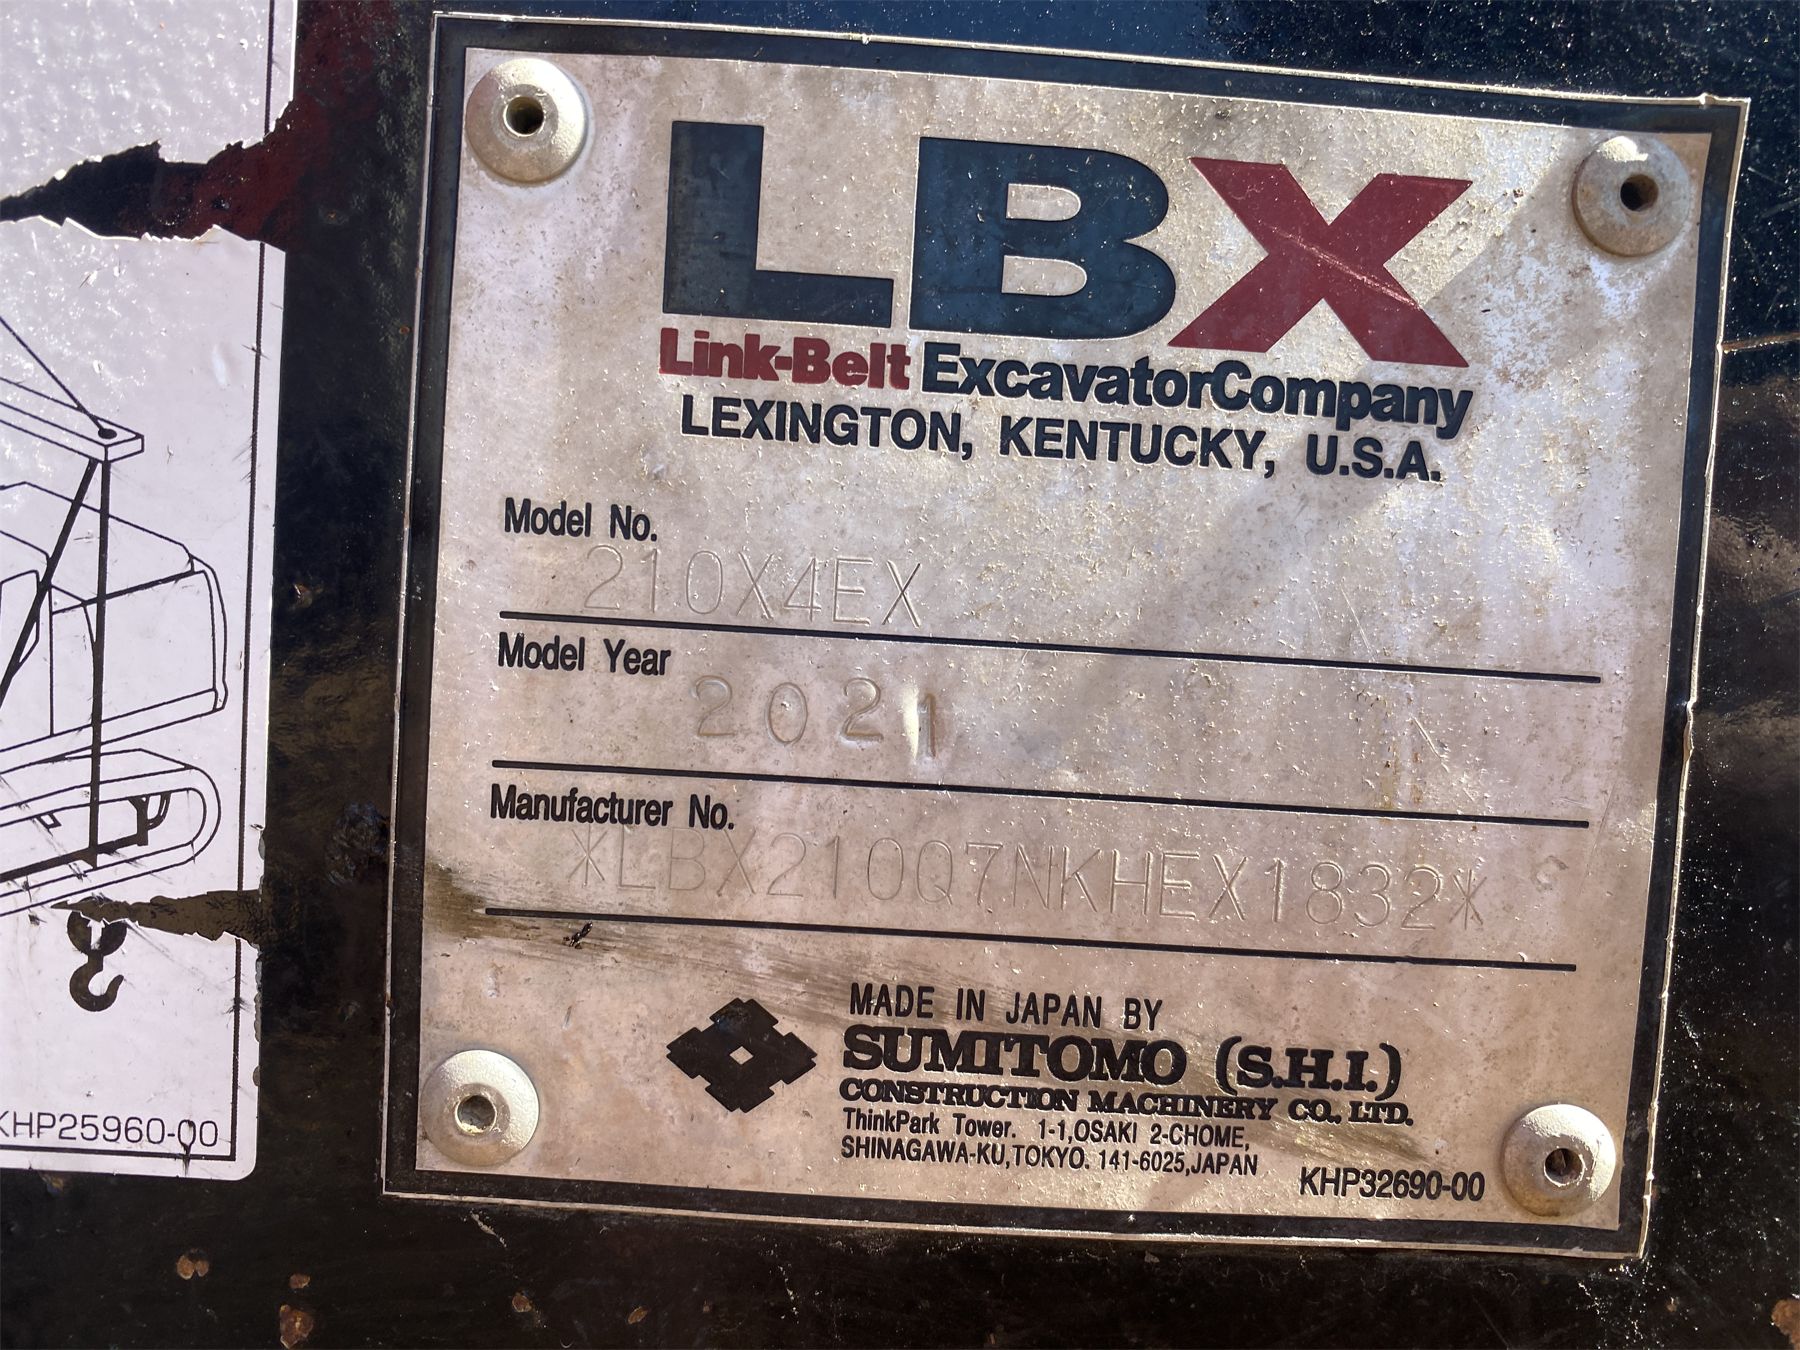 LBX
Link-Belt ExcavatorCompany
LEXINGTON, KENTUCKY, U.S.A.
Model No.
210X4EX
Model Year
2021
Manufacturer No.
*LBX210Q7NKHEX1832*
MADE IN JAPAN BY
SUMITOMO (S.H.I.)
CONSTRUCTION MACHINERY CO., LTD.
ThinkPark Tower. 1-1,OSAKI 2-CHOME,
SHINAGAWA-KU,TOKYO. 141-6025,JAPAN
KHP32690-00
KHP25960-00